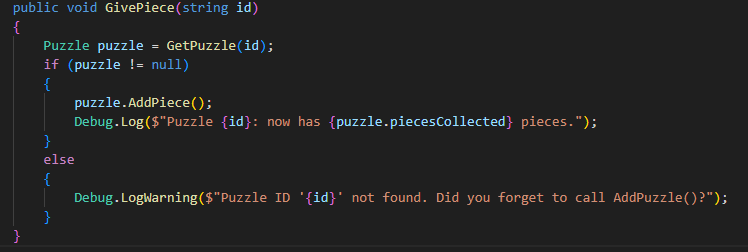 public void GivePiece(string id)
{
    Puzzle puzzle = GetPuzzle(id);
    if (puzzle != null)
    {
        puzzle.AddPiece();
        Debug.Log($"Puzzle {id}: now has {puzzle.piecesCollected} pieces.");
    }
    else
    {
        Debug.LogWarning($"Puzzle ID '{id}' not found. Did you forget to call AddPuzzle()?");
    }
}